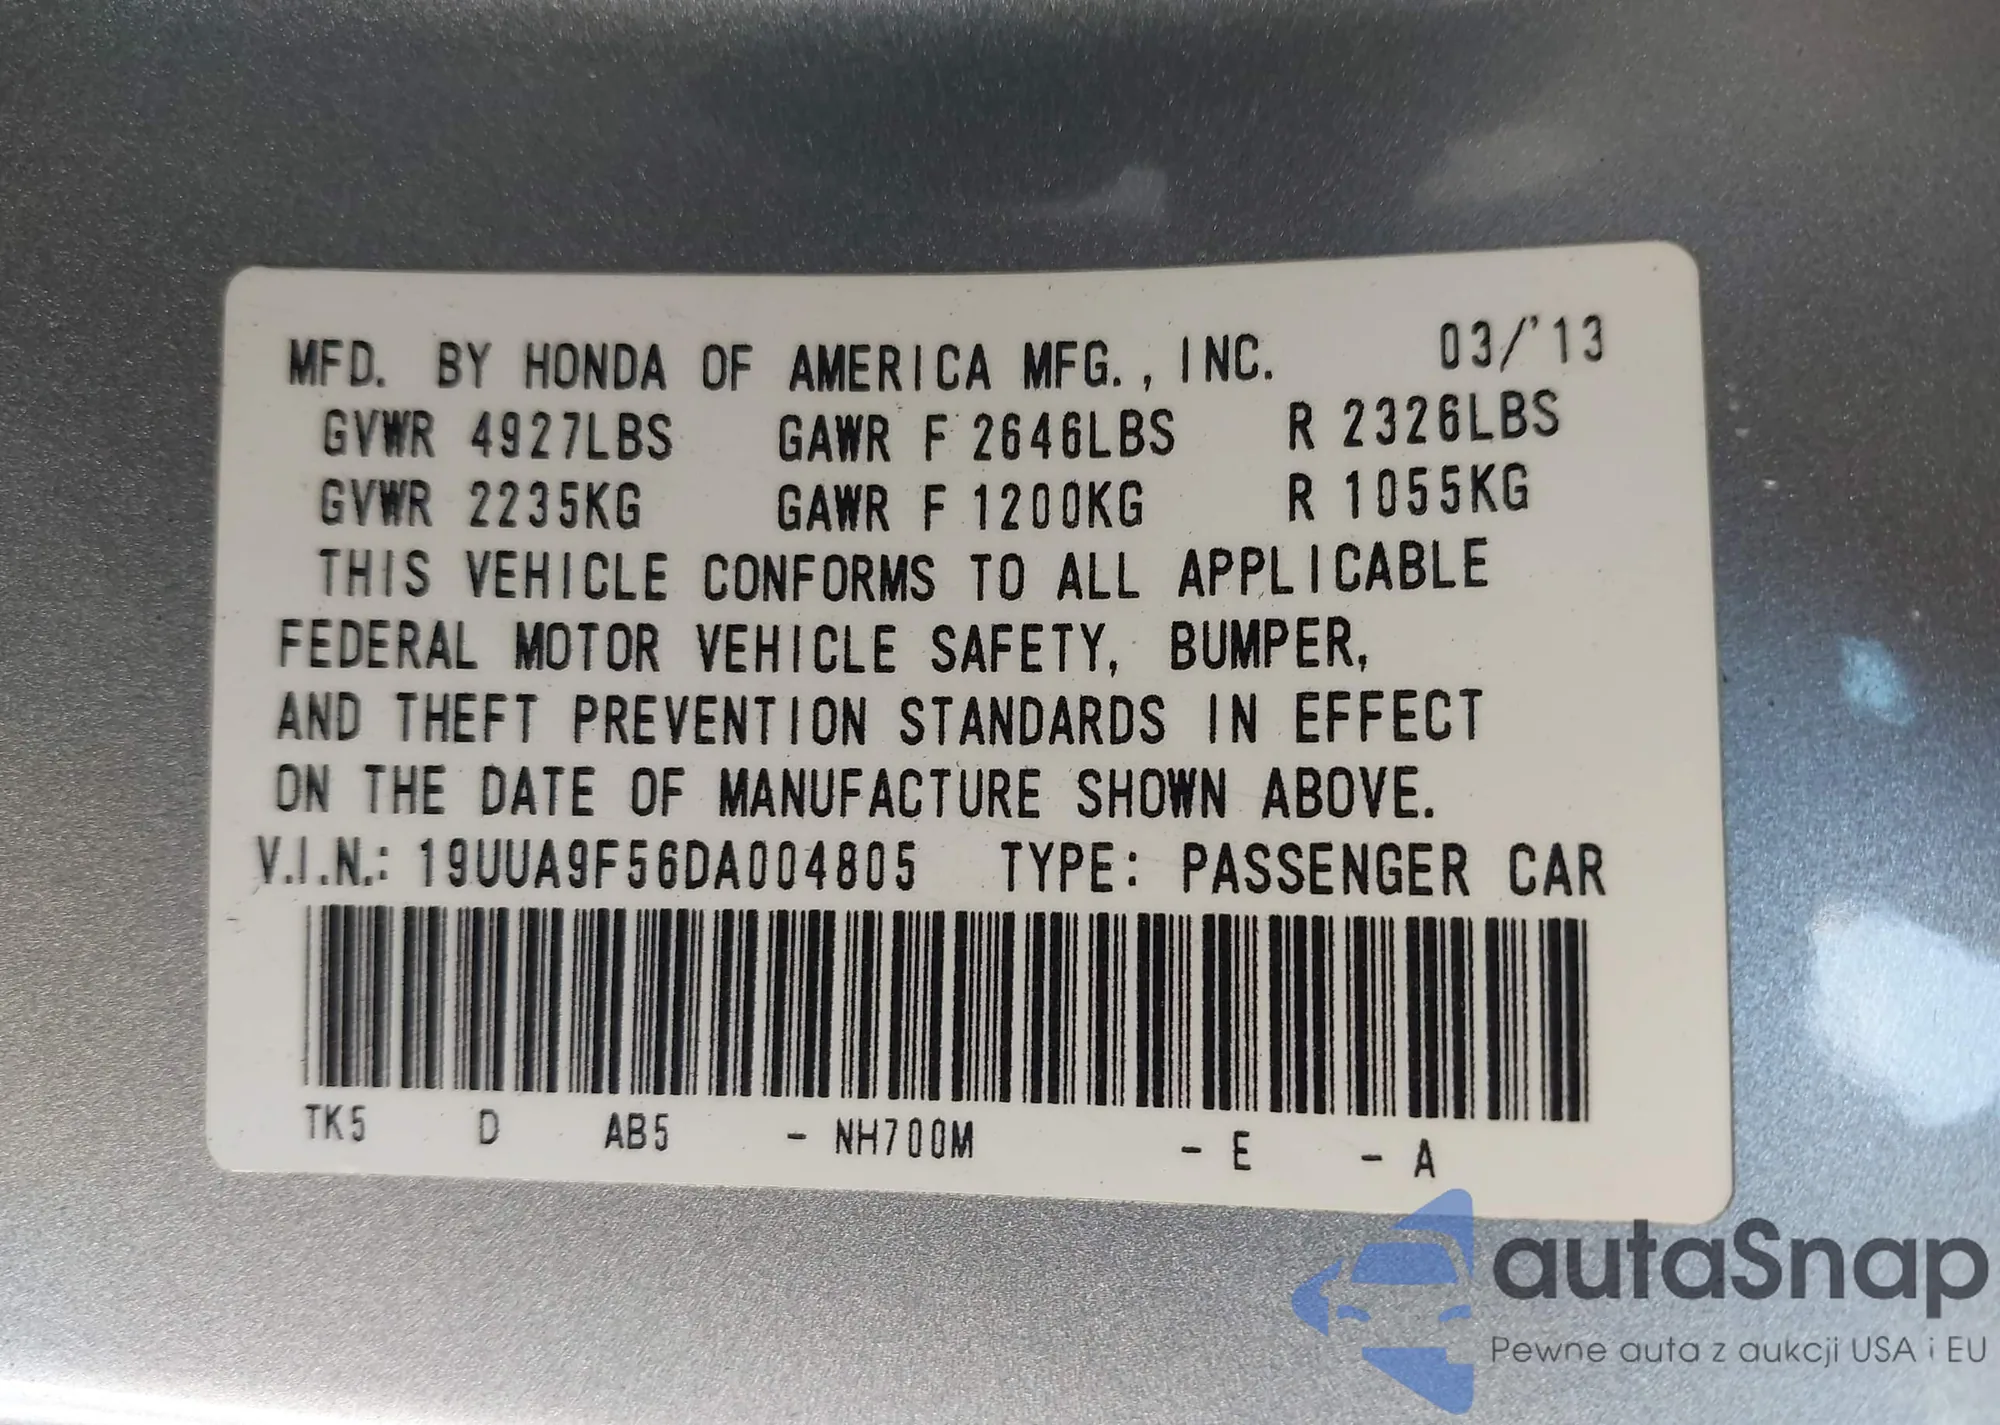 MFD. BY HONDA OF AMERICA MFG., INC. 03/'13
GVWR 4927LBS GAWR F 2646LBS R 2326LBS
GVWR 2235KG GAWR F 1200KG R 1055KG
THIS VEHICLE CONFORMS TO ALL APPLICABLE
FEDERAL MOTOR VEHICLE SAFETY, BUMPER,
AND THEFT PREVENTION STANDARDS IN EFFECT
ON THE DATE OF MANUFACTURE SHOWN ABOVE.
V.I.N.: 19UUA9F56DA004805 TYPE: PASSENGER CAR
TK5 D AB5 - NH700M - E - A
autaSnap
Pewne auta z aukcji USA i EU